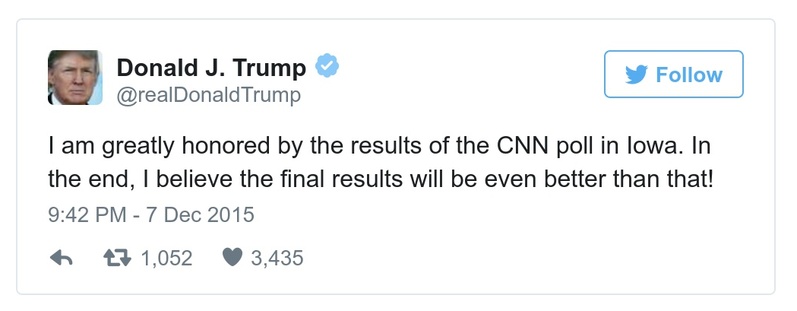 Donald J. Trump
@realDonaldTrump
Follow
I am greatly honored by the results of the CNN poll in Iowa. In
the end, I believe the final results will be even better than that!
9:42 PM - 7 Dec 2015
1,052 3,435